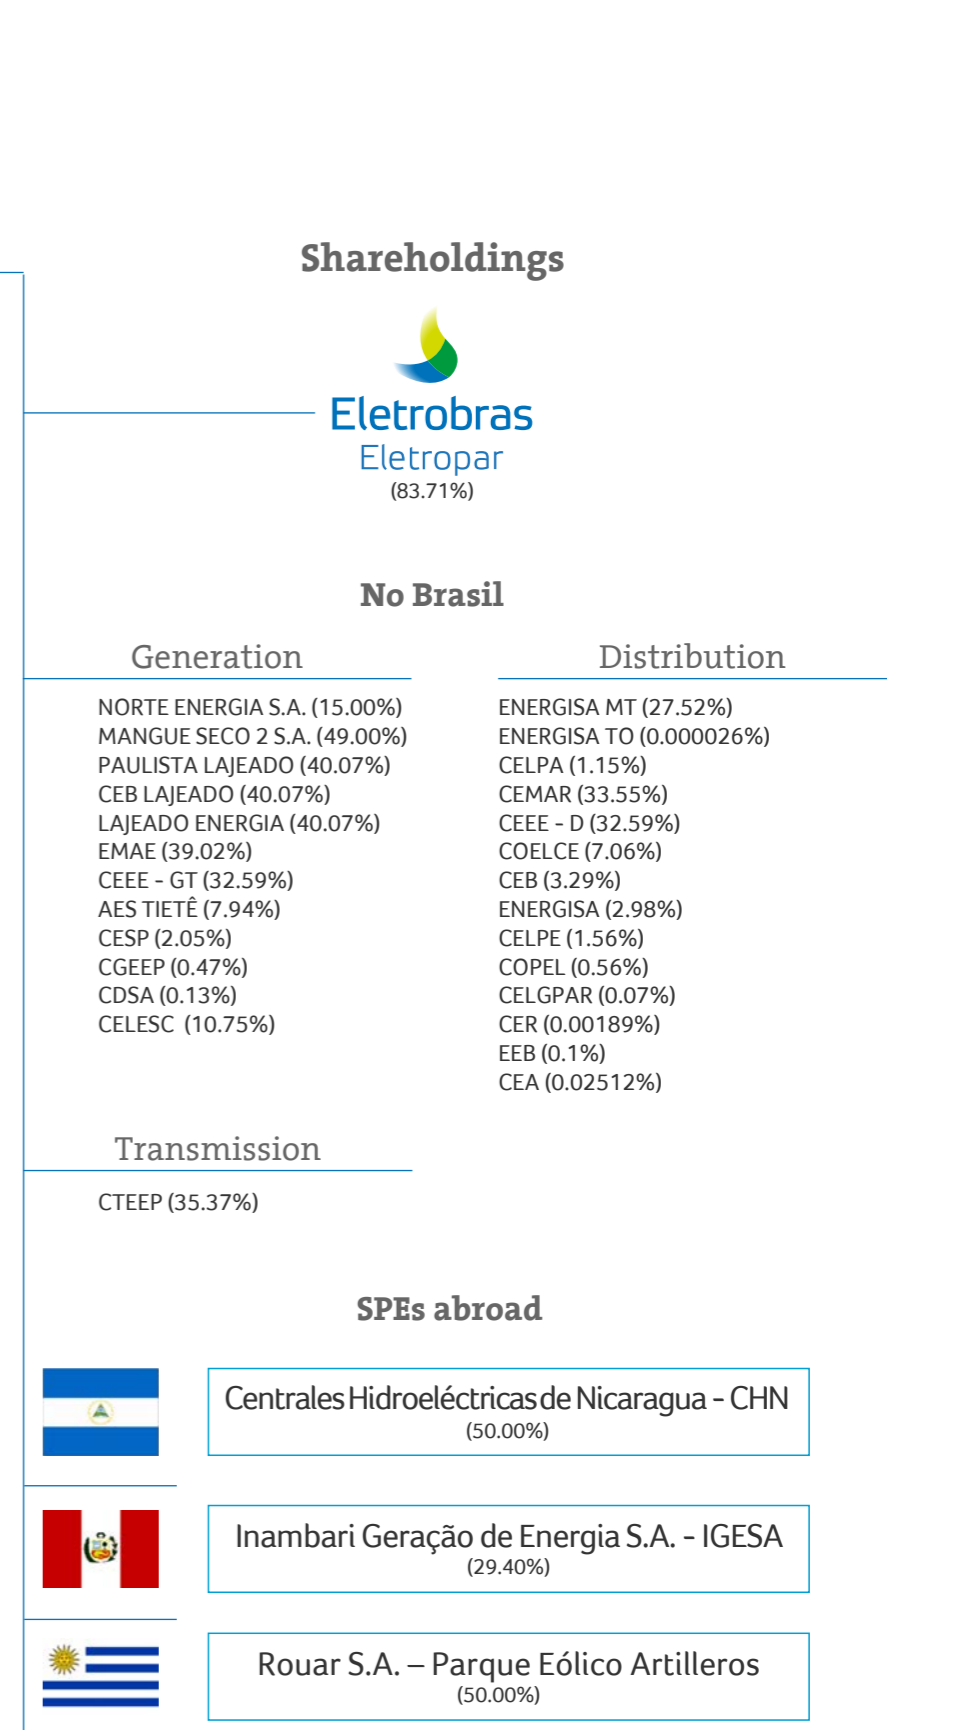 Shareholdings
Eletrobras
Eletropar
(83.71%)
No Brasil
Generation
NORTE ENERGIA S.A. (15.00%)
MANGUE SECO 2 S.A. (49.00%)
PAULISTA LAJEADO (40.07%)
CEB LAJEADO (40.07%)
LAJEADO ENERGIA (40.07%)
EMAE (39.02%)
CEEE - GT (32.59%)
AES TIETÊ (7.94%)
CESP (2.05%)
CGEEP (0.47%)
CDSA (0.13%)
CELESC (10.75%)
Distribution
ENERGISA MT (27.52%)
ENERGISA TO (0.000026%)
CELPA (1.15%)
CEMAR (33.55%)
CEEE - D (32.59%)
COELCE (7.06%)
CEB (3.29%)
ENERGISA (2.98%)
CELPE (1.56%)
COPEL (0.56%)
CELGPAR (0.07%)
CER (0.00189%)
EEB (0.1%)
CEA (0.02512%)
Transmission
CTEEP (35.37%)
SPEs abroad
Centrales Hidroeléctricas de Nicaragua - CHN
(50.00%)
Inambari Geração de Energia S.A. - IGESA
(29.40%)
Rouar S.A. – Parque Eólico Artilleros
(50.00%)